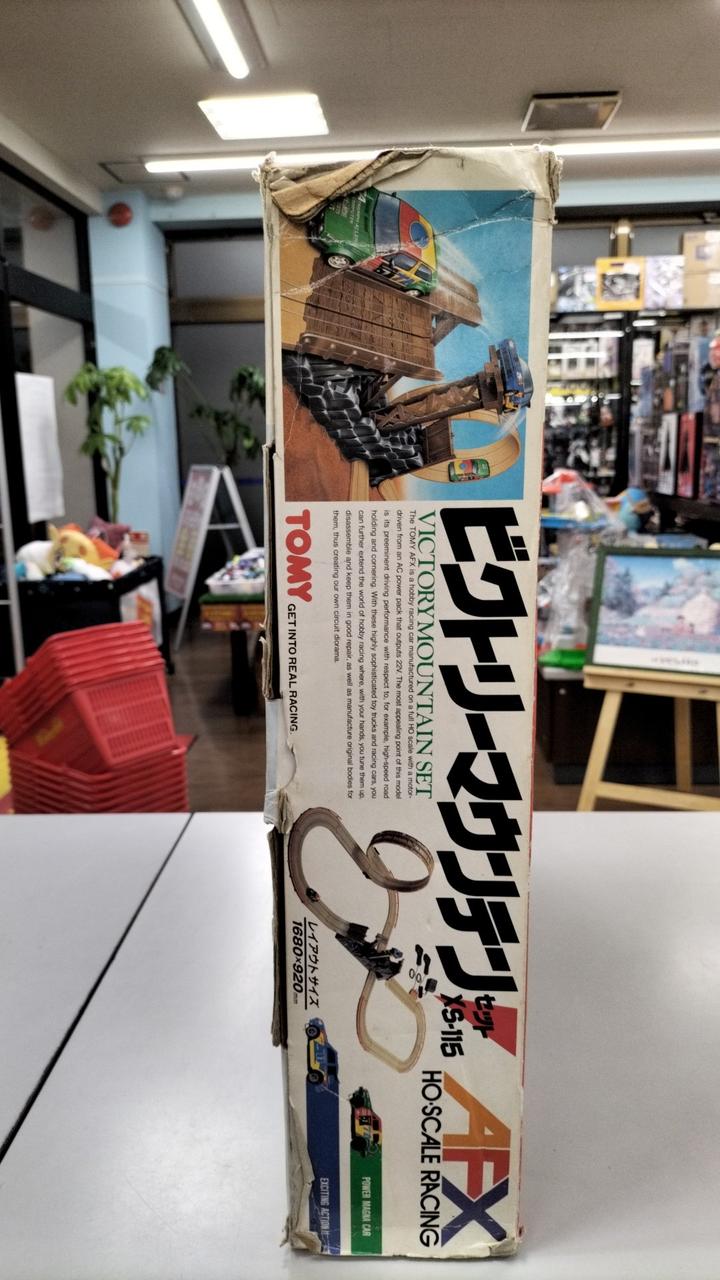 ビクトリーマウンテン セット
XS-115
VICTORY MOUNTAIN SET
The TOMY AFX is a hobby racing car manufactured on a full HO scale with a motor-
driven from an AC power pack that outputs 22V. The most appealing point of this model
is its preeminent driving performance with respect to, for example, high-speed road
holding and cornering. With these highly sophisticated toy trucks and racing cars, you
can further extend the world of hobby racing where, with your hands, you tune them up,
disassemble and keep them in good repair, as well as manufacture original bodies for
them, thus creating our own circuit diorama.
TOMY GET INTO REAL RACING.
レイアウトサイズ
1680×920mm
AFX
HO·SCALE RACING
POWER MAGNA CAR
EXCITING ACTION!!